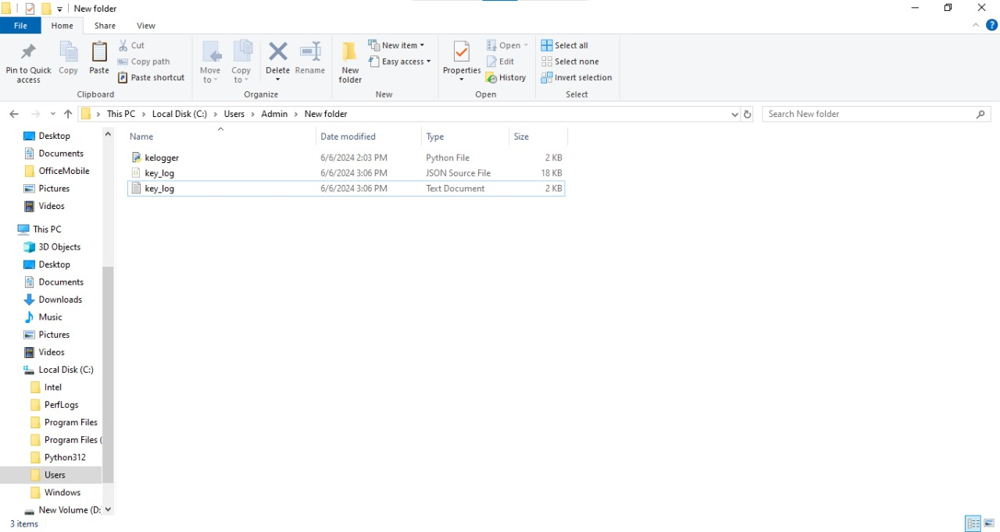 New folder
File Home Share View
Pin to Quick access
Copy
Paste
Cut
Copy path
Paste shortcut
Clipboard
Move to
Copy to
Delete
Rename
Organize
New folder
New item
Easy access
New
Properties
Open
Edit
History
Open
Select all
Select none
Invert selection
Select
This PC > Local Disk (C:) > Users > Admin > New folder
Search New folder
Name Date modified Type Size
kelogger 6/6/2024 2:03 PM Python File 2 KB
key_log 6/6/2024 3:06 PM JSON Source File 18 KB
key_log 6/6/2024 3:06 PM Text Document 2 KB
Desktop
Documents
OfficeMobile
Pictures
Videos
This PC
3D Objects
Desktop
Documents
Downloads
Music
Pictures
Videos
Local Disk (C:)
Intel
PerfLogs
Program Files
Program Files (
Python312
Users
Windows
New Volume (D:
3 items